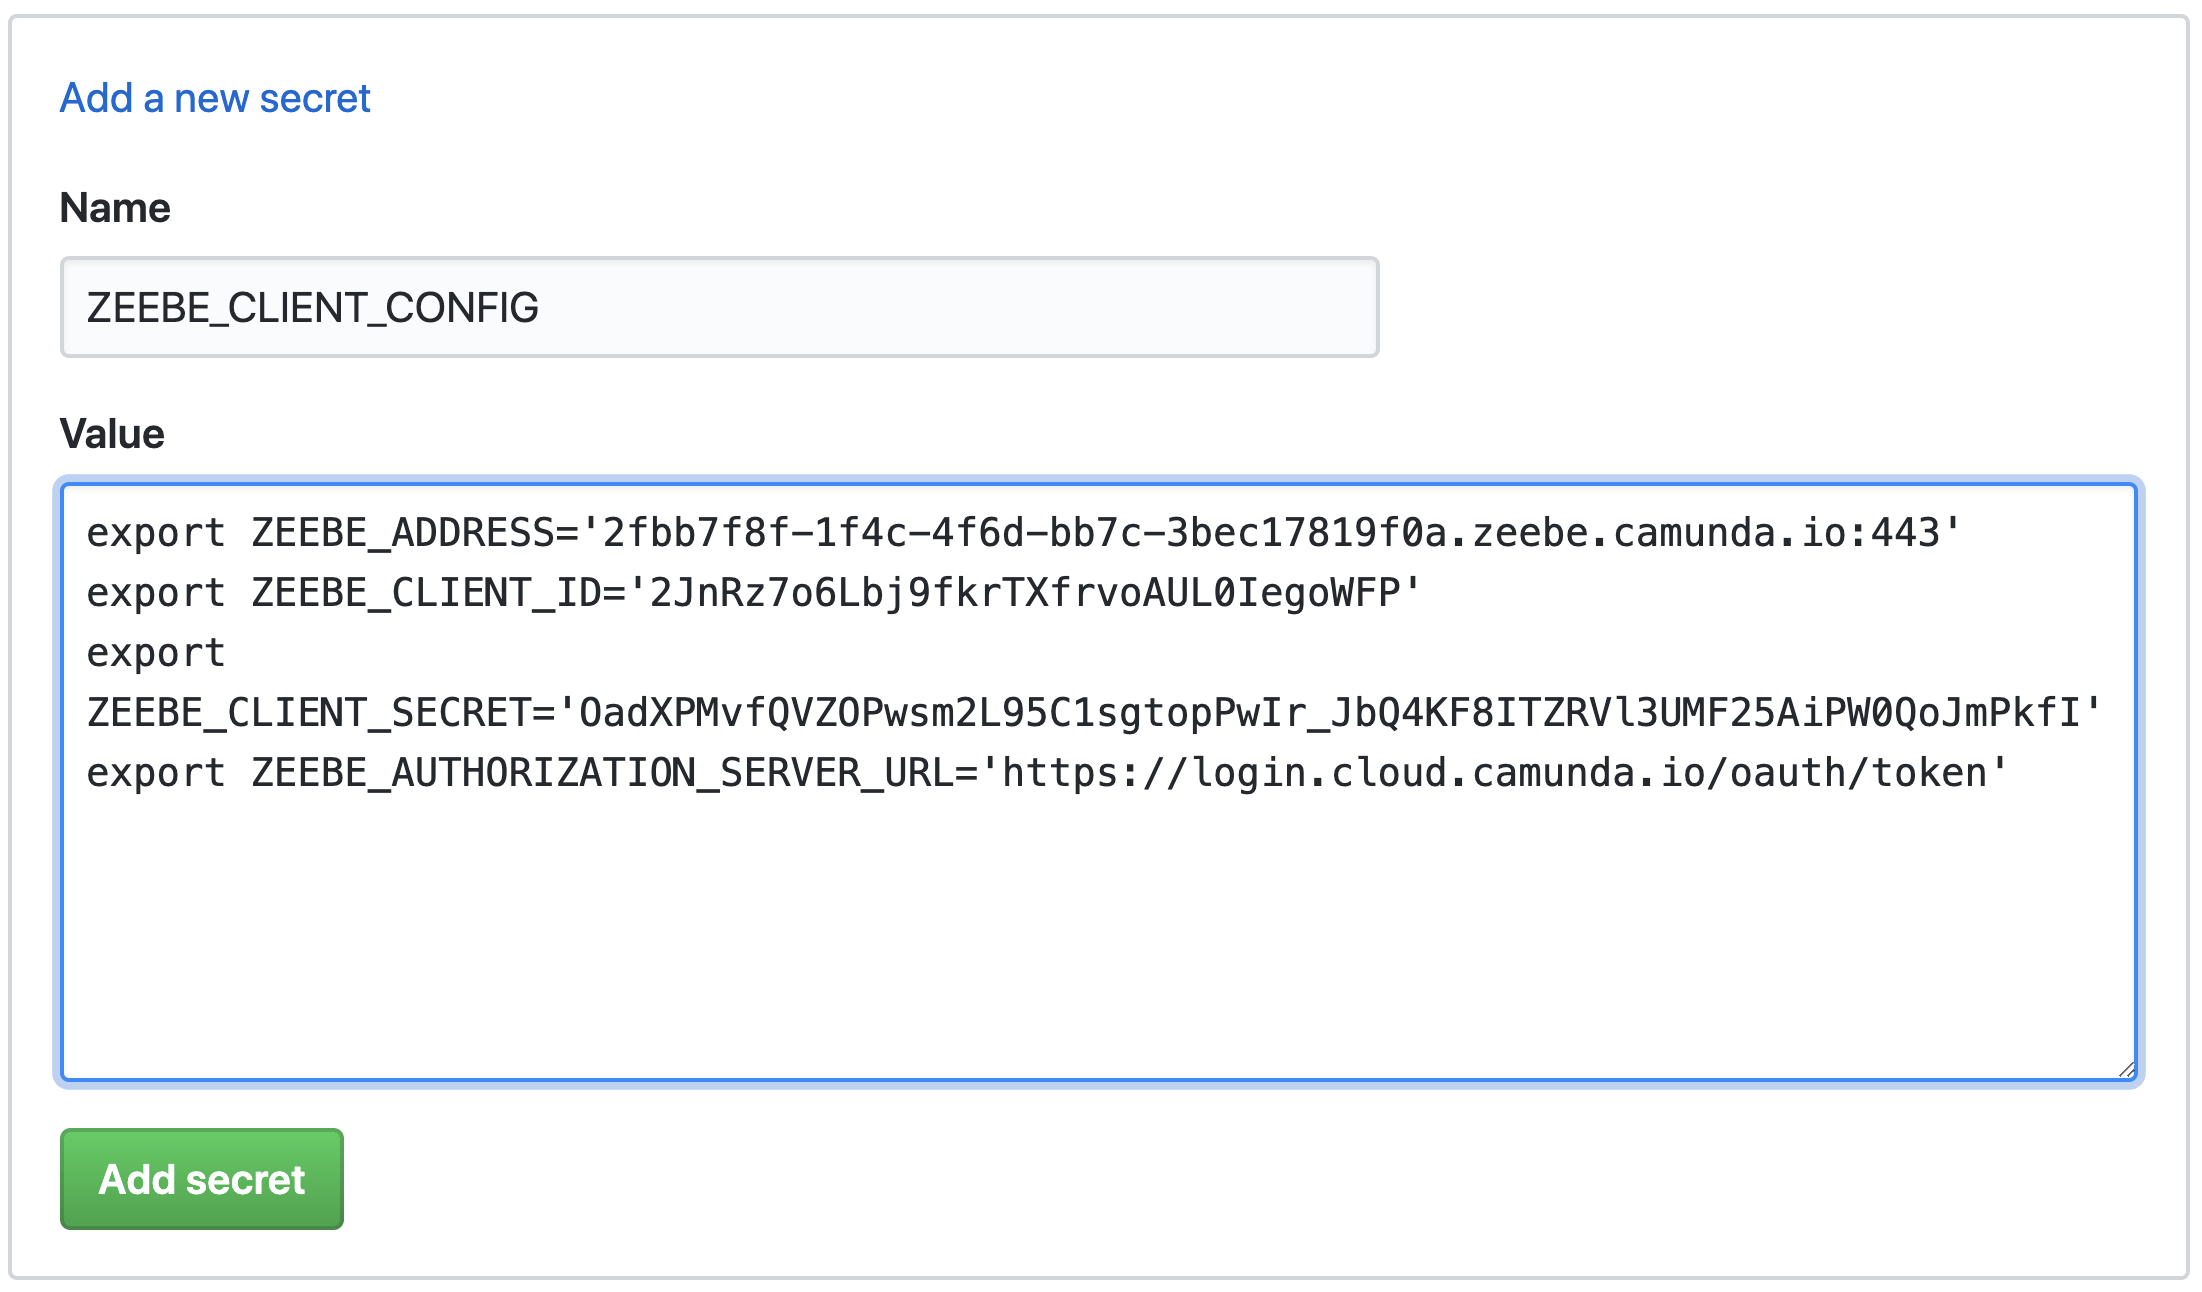 Add a new secret
Name
ZEEBE_CLIENT_CONFIG
Value
export ZEEBE_ADDRESS='2fbb7f8f-1f4c-4f6d-bb7c-3bec17819f0a.zeebe.camunda.io:443'
export ZEEBE_CLIENT_ID='2JnRz7o6Lbj9fkrTXfrvoAUL0IegoWFP'
export
ZEEBE_CLIENT_SECRET='OadXPMvfQVZOPwsm2L95C1sgtopPwIr_JbQ4KF8ITZRVl3UMF25AiPW0QoJmPkfI'
export ZEEBE_AUTHORIZATION_SERVER_URL='https://login.cloud.camunda.io/oauth/token'
Add secret